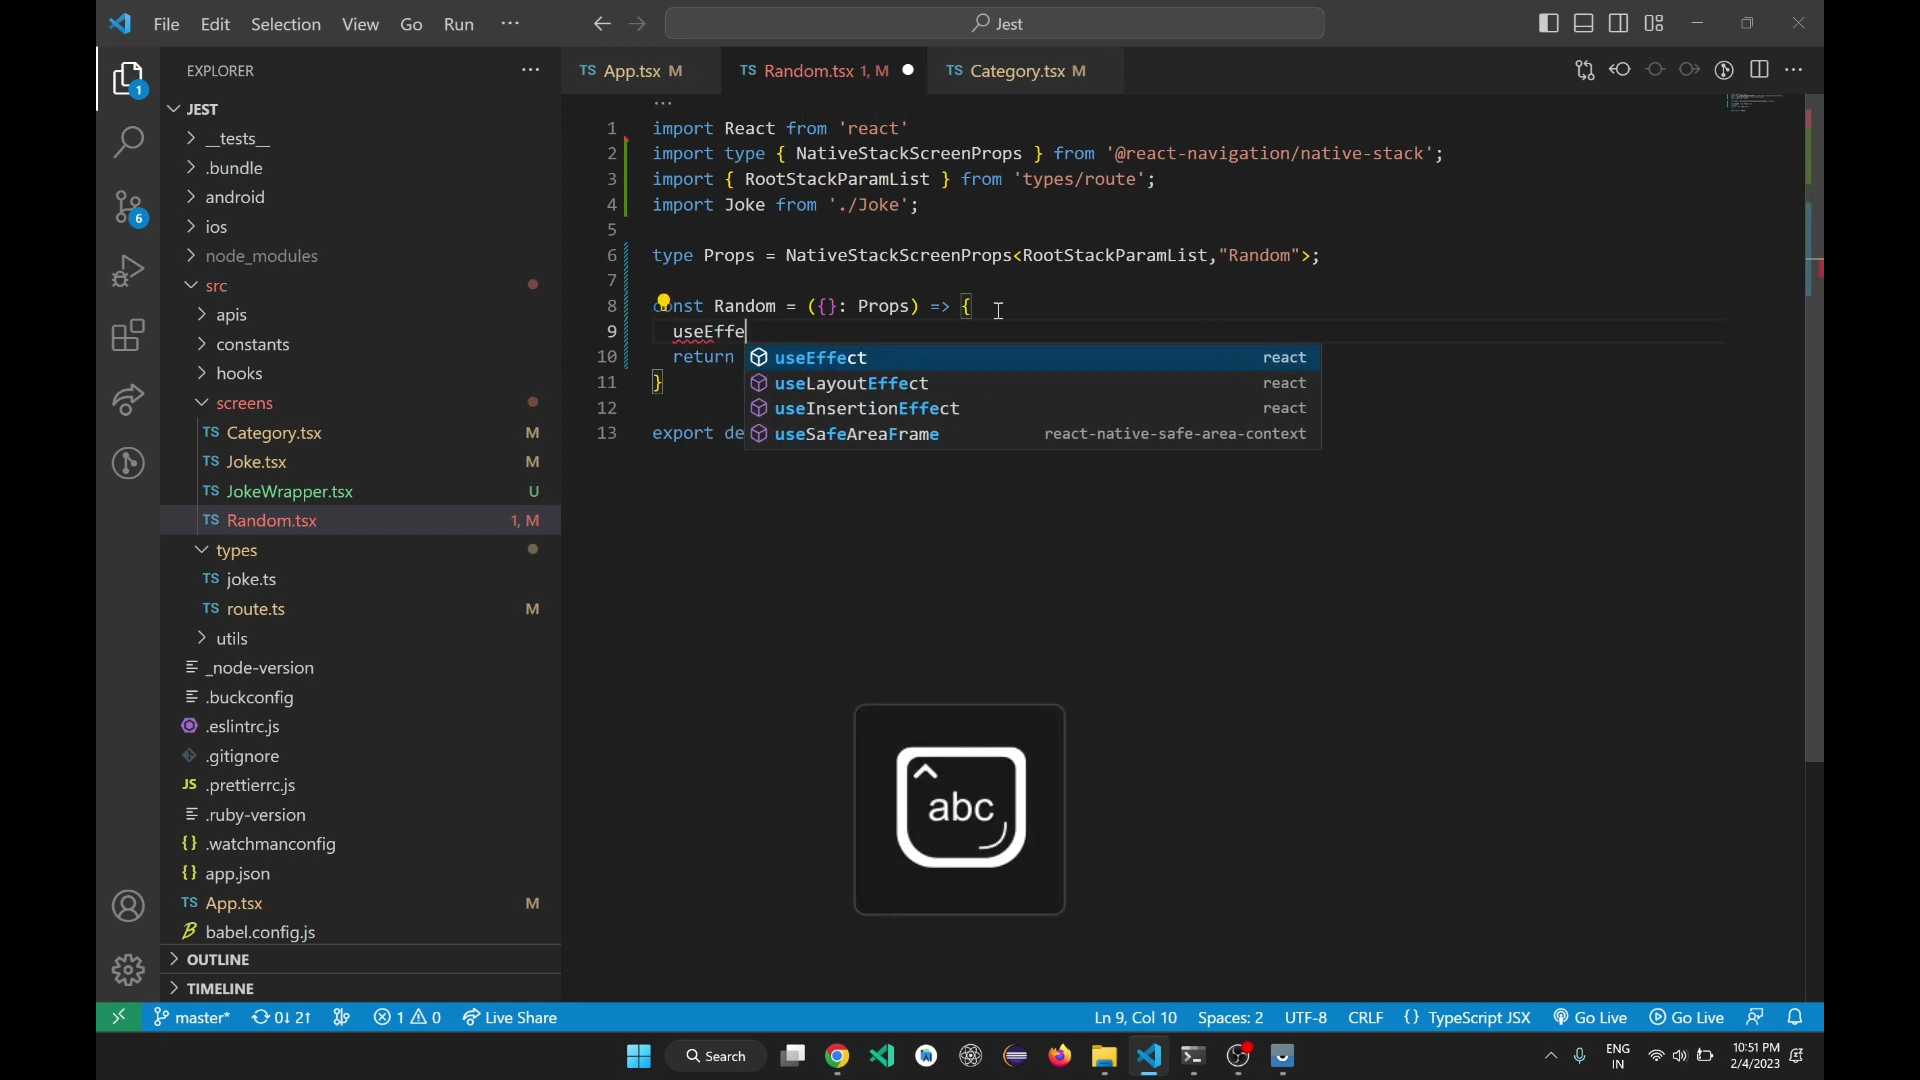 File Edit Selection View Go Run ··· Jest
EXPLORER ···
App.tsx M
Random.tsx 1, M
Category.tsx M
JEST
__tests__
.bundle
android
ios
node_modules
src
apis
constants
hooks
screens
TS Category.tsx M
TS Joke.tsx M
TS JokeWrapper.tsx U
TS Random.tsx 1, M
types
TS joke.ts
TS route.ts M
utils
_node-version
.buckconfig
.eslintrc.js
.gitignore
JS .prettierrc.js
.ruby-version
{} .watchmanconfig
{} app.json
TS App.tsx M
babel.config.js
OUTLINE
TIMELINE
···
1 import React from 'react'
2 import type { NativeStackScreenProps } from '@react-navigation/native-stack';
3 import { RootStackParamList } from 'types/route';
4 import Joke from './Joke';
5
6 type Props = NativeStackScreenProps<RootStackParamList,"Random">;
7
8 const Random = ({}: Props) => {
9 useEffe
10 return
11 }
12
13 export de
useEffect react
useLayoutEffect react
useInsertionEffect react
useSafeAreaFrame react-native-safe-area-context
abc
1
6
master* 0↓ 2↑ 1 0 Live Share Ln 9, Col 10 Spaces: 2 UTF-8 CRLF {} TypeScript JSX Go Live Go Live
Search ENG IN 10:51 PM
2/4/2023